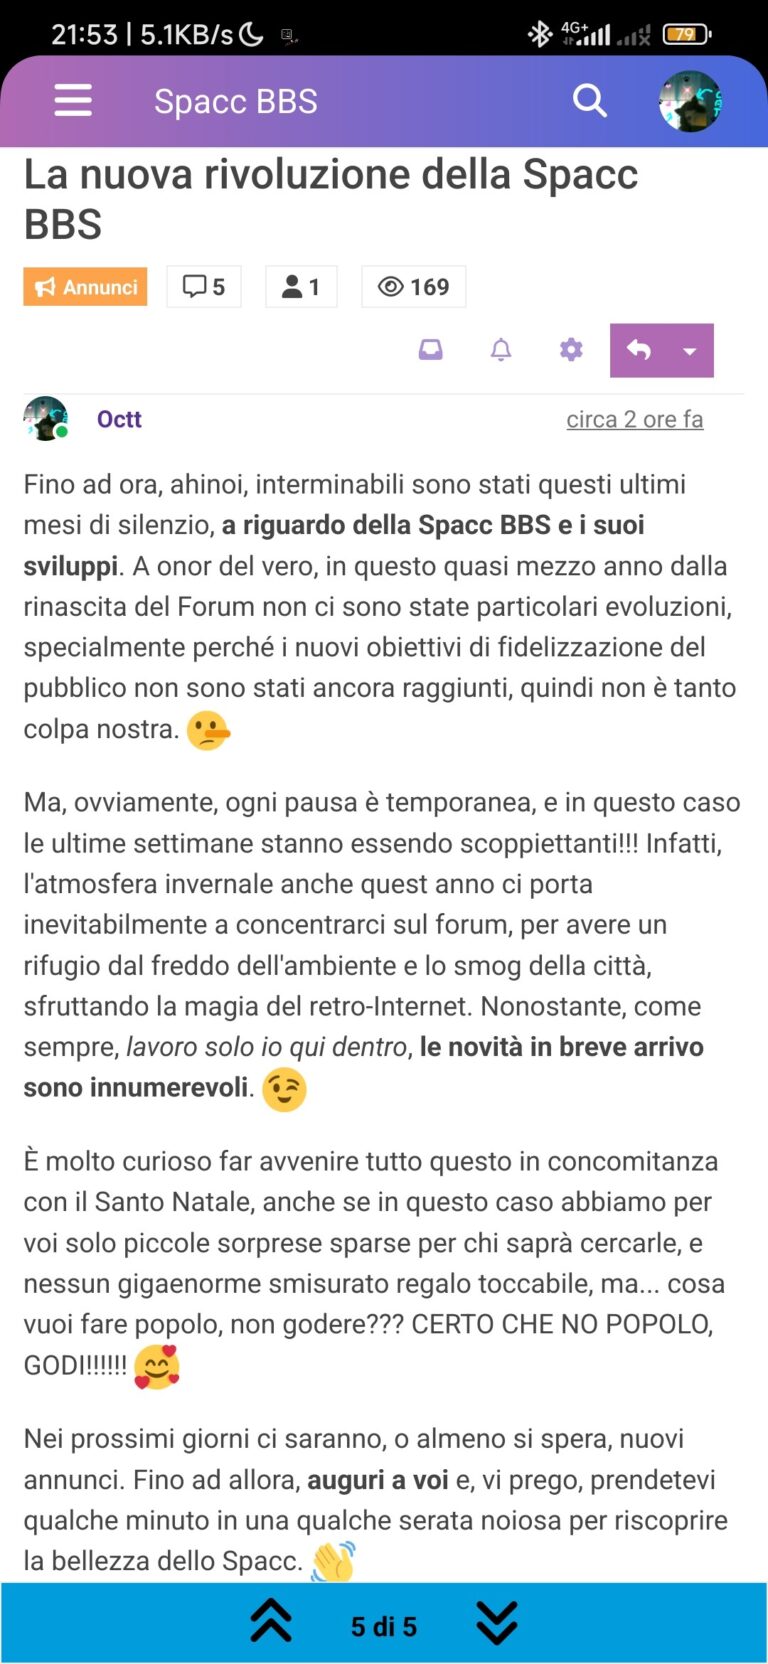 21:53 | 5.1KB/s
4G+
79
Spacc BBS
La nuova rivoluzione della Spacc
BBS
Annunci
5
1
169
Octt
circa 2 ore fa
Fino ad ora, ahinoi, interminabili sono stati questi ultimi
mesi di silenzio, a riguardo della Spacc BBS e i suoi
sviluppi. A onor del vero, in questo quasi mezzo anno dalla
rinascita del Forum non ci sono state particolari evoluzioni,
specialmente perché i nuovi obiettivi di fidelizzazione del
pubblico non sono stati ancora raggiunti, quindi non è tanto
colpa nostra. 🤥
Ma, ovviamente, ogni pausa è temporanea, e in questo caso
le ultime settimane stanno essendo scoppiettanti!!! Infatti,
l'atmosfera invernale anche quest anno ci porta
inevitabilmente a concentrarci sul forum, per avere un
rifugio dal freddo dell'ambiente e lo smog della città,
sfruttando la magia del retro-Internet. Nonostante, come
sempre, lavoro solo io qui dentro, le novità in breve arrivo
sono innumerevoli. 😉
È molto curioso far avvenire tutto questo in concomitanza
con il Santo Natale, anche se in questo caso abbiamo per
voi solo piccole sorprese sparse per chi saprà cercarle, e
nessun gigaenorme smisurato regalo toccabile, ma... cosa
vuoi fare popolo, non godere??? CERTO CHE NO POPOLO,
GODI!!!!!! 🥰
Nei prossimi giorni ci saranno, o almeno si spera, nuovi
annunci. Fino ad allora, auguri a voi e, vi prego, prendetevi
qualche minuto in una qualche serata noiosa per riscoprire
la bellezza dello Spacc. 👋
5 di 5